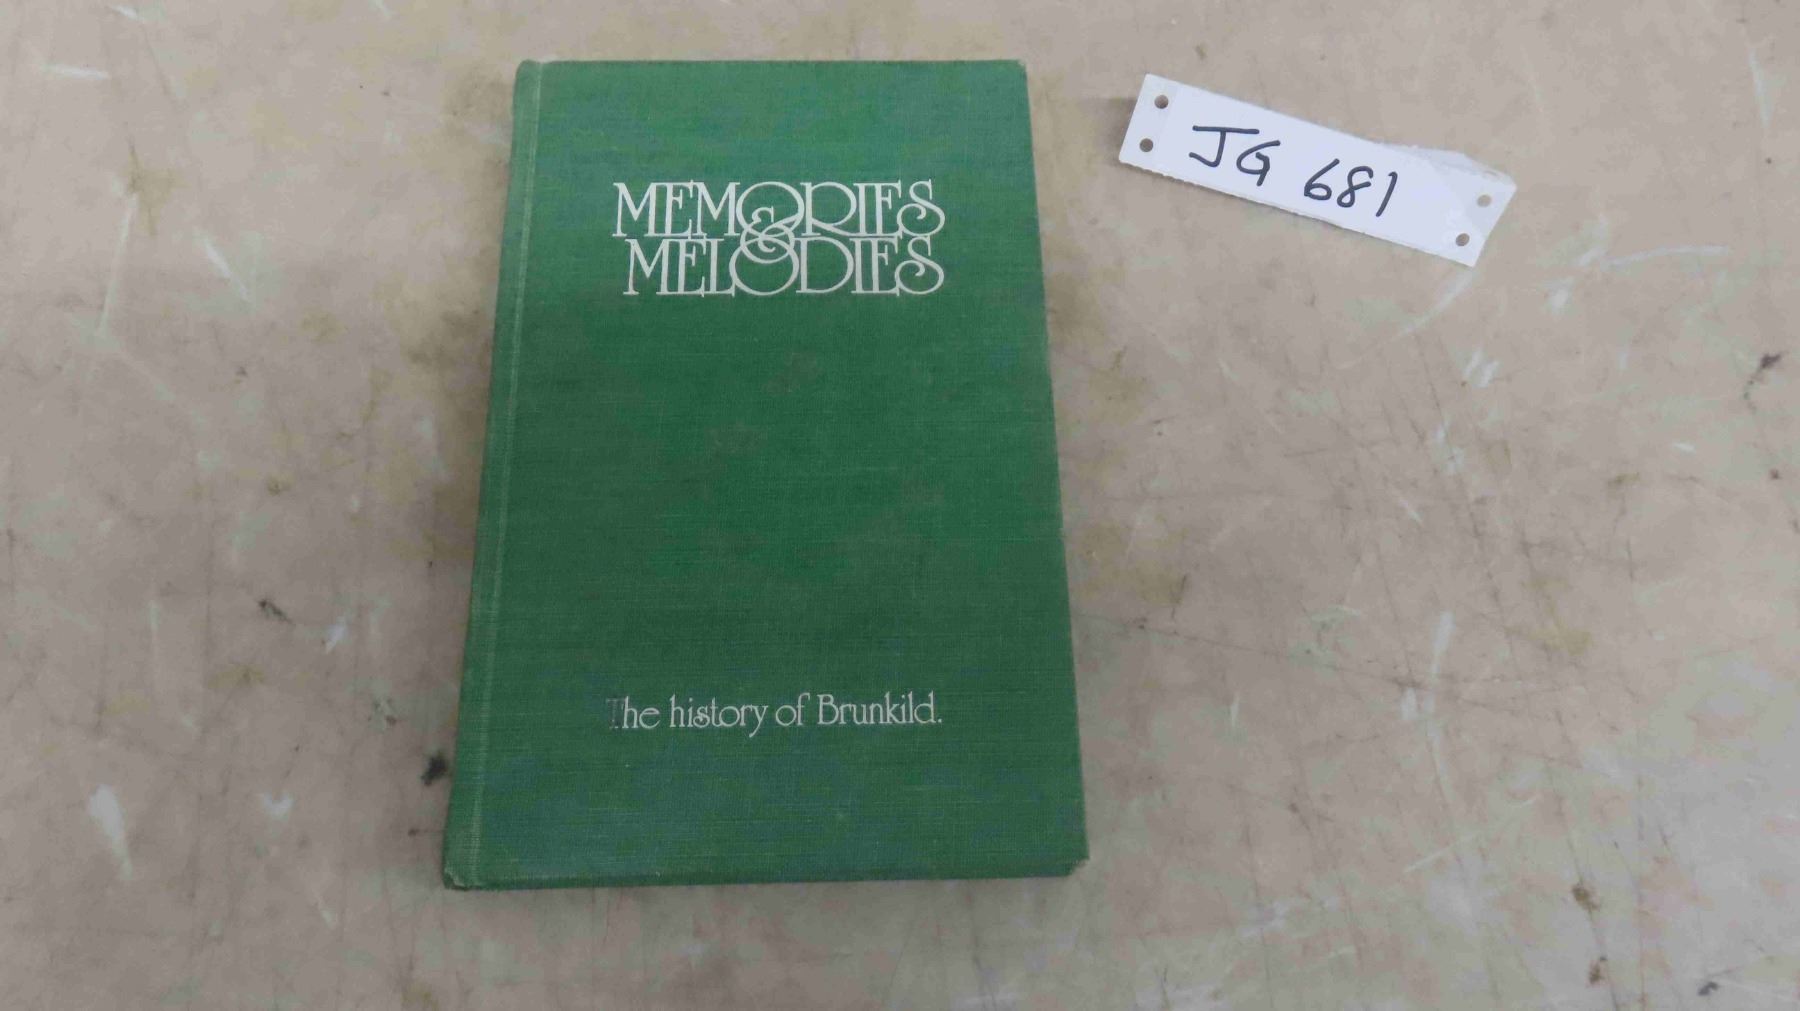 MEMORIES
&
MELODIES
The history of Brunkild.
JG 681